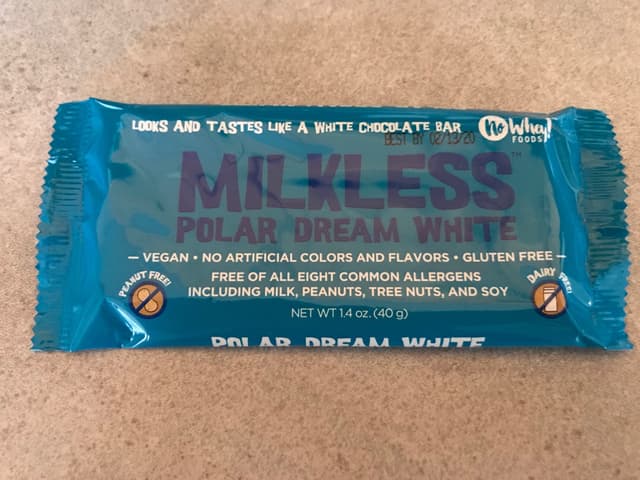 LOOKS AND TASTES LIKE A WHITE CHOCOLATE BAR
No Whey!
FOODS
BEST BY 02/13/20
MILKLESS™
POLAR DREAM WHITE
— VEGAN • NO ARTIFICIAL COLORS AND FLAVORS • GLUTEN FREE —
FREE OF ALL EIGHT COMMON ALLERGENS
INCLUDING MILK, PEANUTS, TREE NUTS, AND SOY
PEANUT FREE!
DAIRY FREE!
NET WT 1.4 oz. (40 g)
POLAR DREAM WHITE